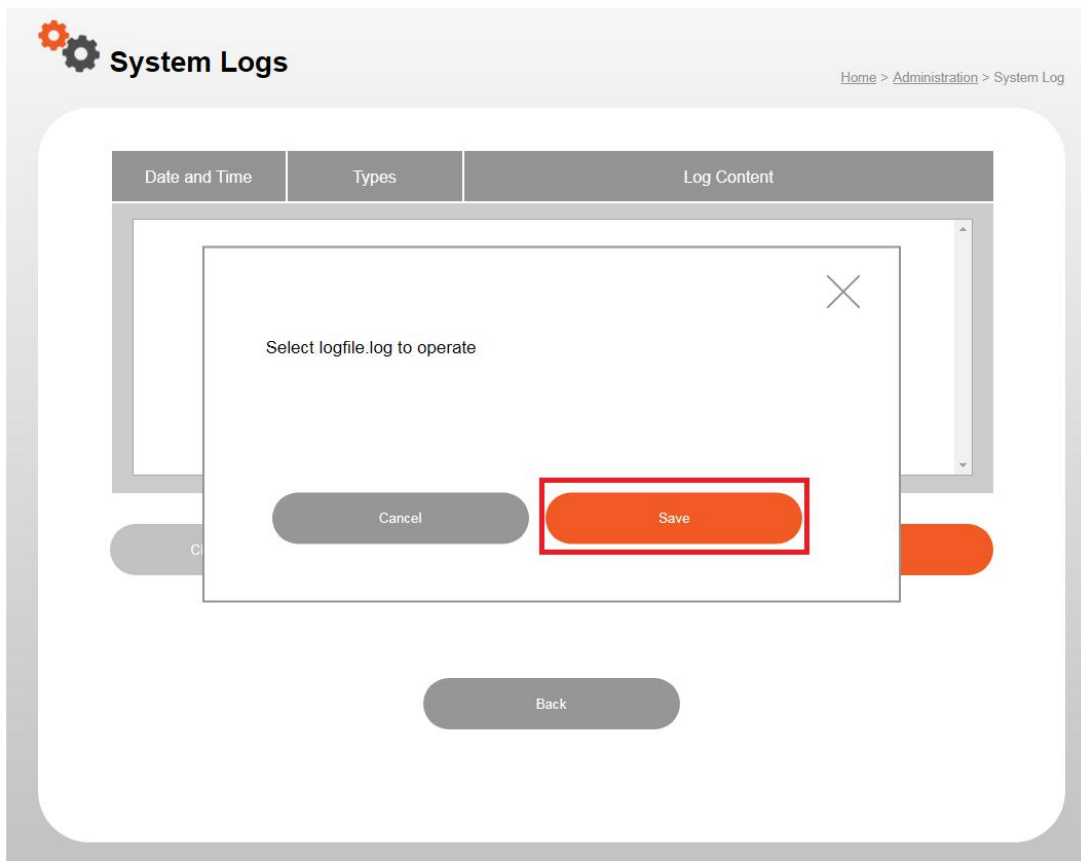 System Logs
Home > Administration > System Log
Date and Time Types Log Content
Select logfile.log to operate
Cancel Save
Back